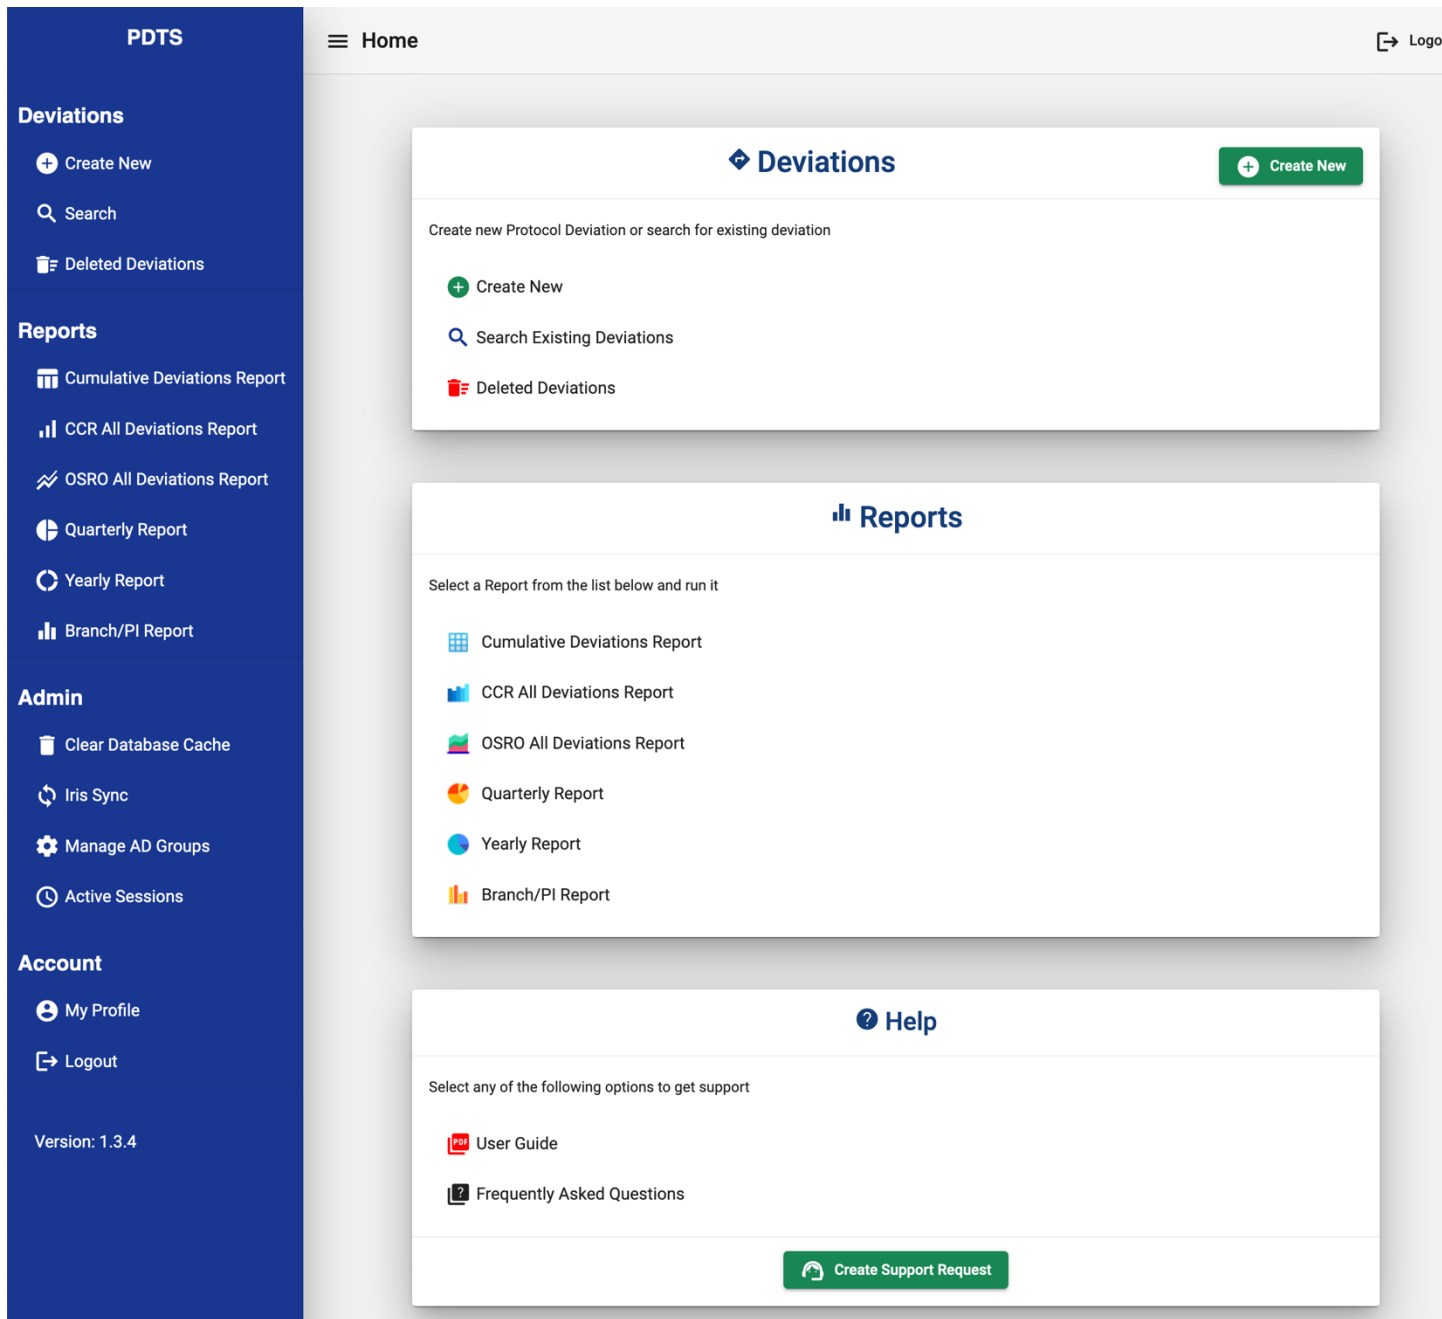 PDTS
Deviations
Create New
Search
Deleted Deviations
Reports
Cumulative Deviations Report
CCR All Deviations Report
OSRO All Deviations Report
Quarterly Report
Yearly Report
Branch/PI Report
Admin
Clear Database Cache
Iris Sync
Manage AD Groups
Active Sessions
Account
My Profile
Logout
Version: 1.3.4
Home
Logo
Deviations
Create New
Create new Protocol Deviation or search for existing deviation
Create New
Search Existing Deviations
Deleted Deviations
Reports
Select a Report from the list below and run it
Cumulative Deviations Report
CCR All Deviations Report
OSRO All Deviations Report
Quarterly Report
Yearly Report
Branch/PI Report
Help
Select any of the following options to get support
PDF User Guide
Frequently Asked Questions
Create Support Request